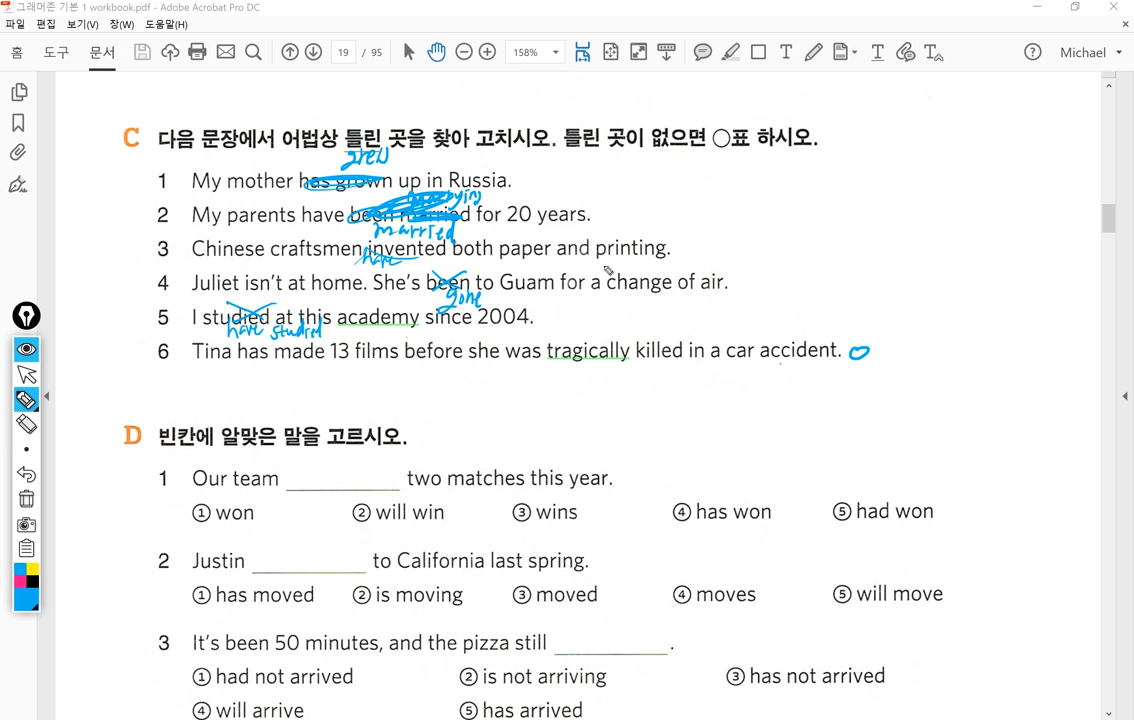 그래머존 기본 1 workbook.pdf - Adobe Acrobat Pro DC
파일 편집 보기(V) 창(W) 도움말(H)
홈 도구 문서 19 / 95 158% Michael
C 다음 문장에서 어법상 틀린 곳을 찾아 고치시오. 틀린 곳이 없으면 ○표 하시오.
grew
1 My mother has grown up in Russia.
2 My parents have been married for 20 years.
married
3 Chinese craftsmen invented both paper and printing.
have
4 Juliet isn't at home. She's been to Guam for a change of air.
gone
5 I studied at this academy since 2004.
have studied
6 Tina has made 13 films before she was tragically killed in a car accident. O
D 빈칸에 알맞은 말을 고르시오.
1 Our team __________ two matches this year.
① won ② will win ③ wins ④ has won ⑤ had won
2 Justin __________ to California last spring.
① has moved ② is moving ③ moved ④ moves ⑤ will move
3 It's been 50 minutes, and the pizza still __________.
① had not arrived ② is not arriving ③ has not arrived
④ will arrive ⑤ has arrived